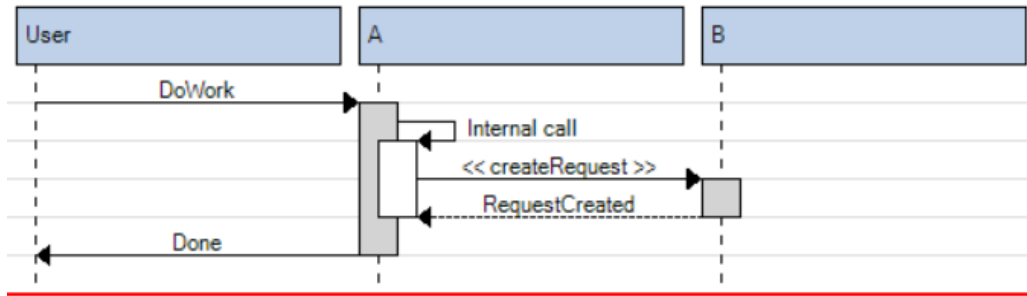 User
A
B
DoWork
Internal call
<< createRequest >>
RequestCreated
Done